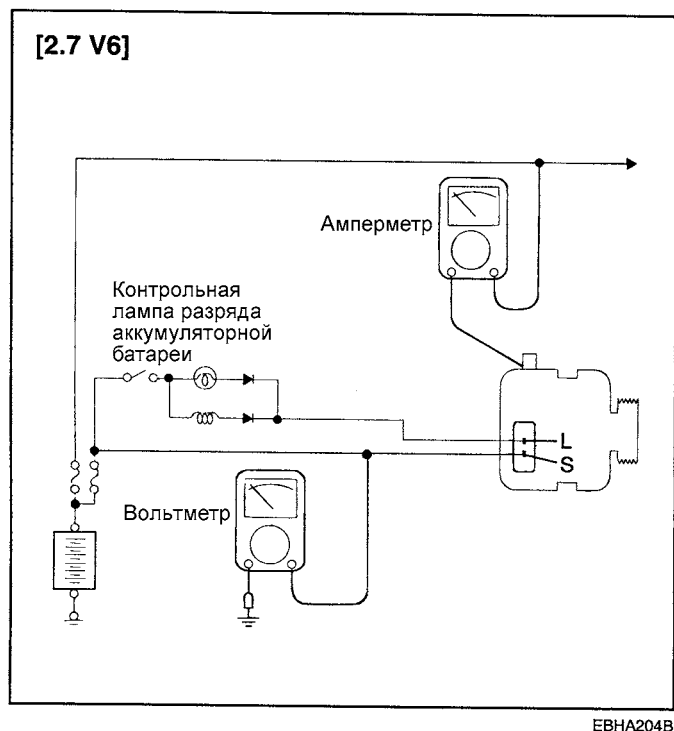 [2.7 V6]
Амперметр
Контрольная
лампа разряда
аккумуляторной
батареи
L
S
Вольтметр
EBHA204B